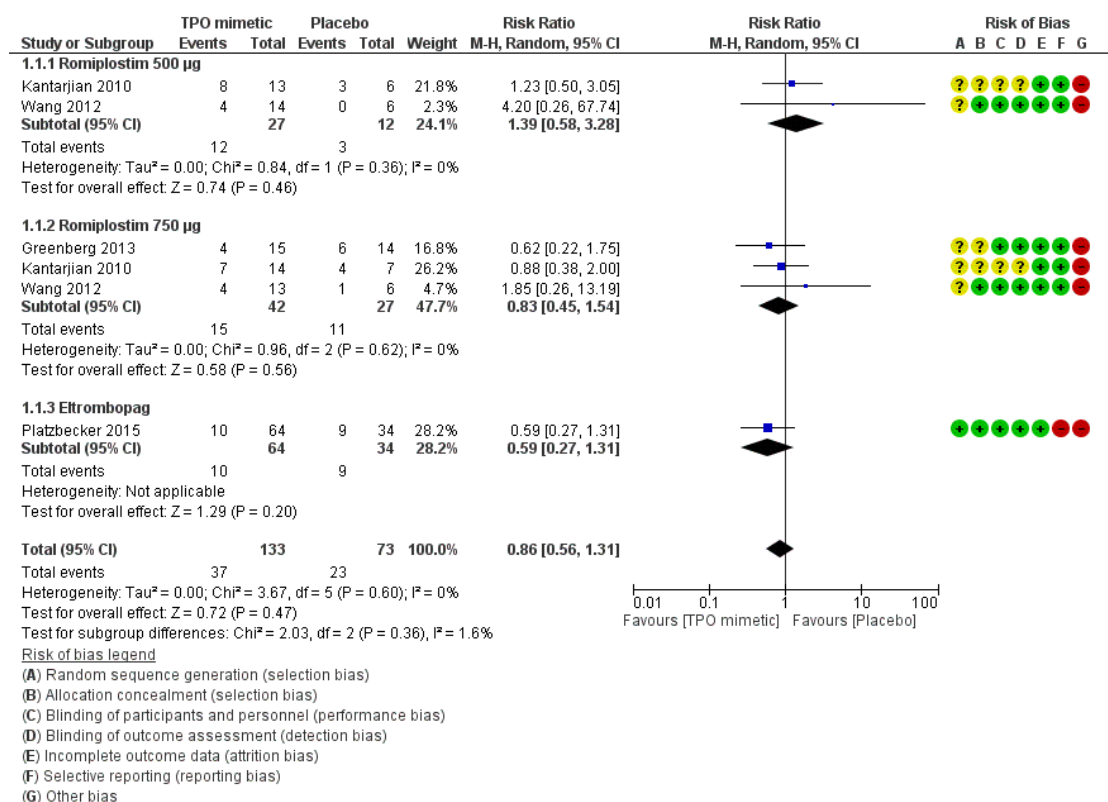 TPO mimetic Placebo Risk Ratio Risk Ratio Risk of Bias
Study or Subgroup Events Total Events Total Weight M-H, Random, 95% CI M-H, Random, 95% CI A B C D E F G
1.1.1 Romiplostim 500 µg
Kantarjian 2010 8 13 3 6 21.8% 1.23 [0.50, 3.05] ? ? ? ? + + -
Wang 2012 4 14 0 6 2.3% 4.20 [0.26, 67.74] ? + + + + + -
Subtotal (95% CI) 27 12 24.1% 1.39 [0.58, 3.28]
Total events 12 3
Heterogeneity: Tau² = 0.00; Chi² = 0.84, df = 1 (P = 0.36); I² = 0%
Test for overall effect: Z = 0.74 (P = 0.46)
1.1.2 Romiplostim 750 µg
Greenberg 2013 4 15 6 14 16.8% 0.62 [0.22, 1.75] ? ? + + + + -
Kantarjian 2010 7 14 4 7 26.2% 0.88 [0.38, 2.00] ? ? ? ? + + -
Wang 2012 4 13 1 6 4.7% 1.85 [0.26, 13.19] ? + + + + + -
Subtotal (95% CI) 42 27 47.7% 0.83 [0.45, 1.54]
Total events 15 11
Heterogeneity: Tau² = 0.00; Chi² = 0.96, df = 2 (P = 0.62); I² = 0%
Test for overall effect: Z = 0.58 (P = 0.56)
1.1.3 Eltrombopag
Platzbecker 2015 10 64 9 34 28.2% 0.59 [0.27, 1.31] + + + + + - -
Subtotal (95% CI) 64 34 28.2% 0.59 [0.27, 1.31]
Total events 10 9
Heterogeneity: Not applicable
Test for overall effect: Z = 1.29 (P = 0.20)
Total (95% CI) 133 73 100.0% 0.86 [0.56, 1.31]
Total events 37 23
Heterogeneity: Tau² = 0.00; Chi² = 3.67, df = 5 (P = 0.60); I² = 0%
Test for overall effect: Z = 0.72 (P = 0.47)
Test for subgroup differences: Chi² = 2.03, df = 2 (P = 0.36), I² = 1.6%
0.01 0.1 1 10 100
Favours [TPO mimetic] Favours [Placebo]
Risk of bias legend
(A) Random sequence generation (selection bias)
(B) Allocation concealment (selection bias)
(C) Blinding of participants and personnel (performance bias)
(D) Blinding of outcome assessment (detection bias)
(E) Incomplete outcome data (attrition bias)
(F) Selective reporting (reporting bias)
(G) Other bias